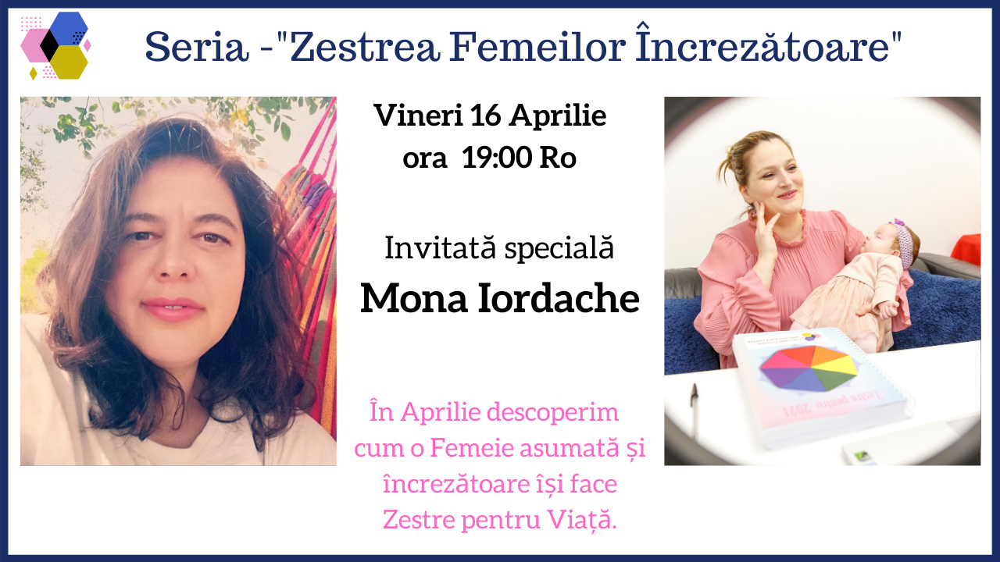 Seria -"Zestrea Femeilor Încrezătoare"
Vineri 16 Aprilie
ora 19:00 Ro
Invitată specială
Mona Iordache
În Aprilie descoperim
cum o Femeie asumată și
încrezătoare își face
Zestre pentru Viață.
Zestre pentru 2021